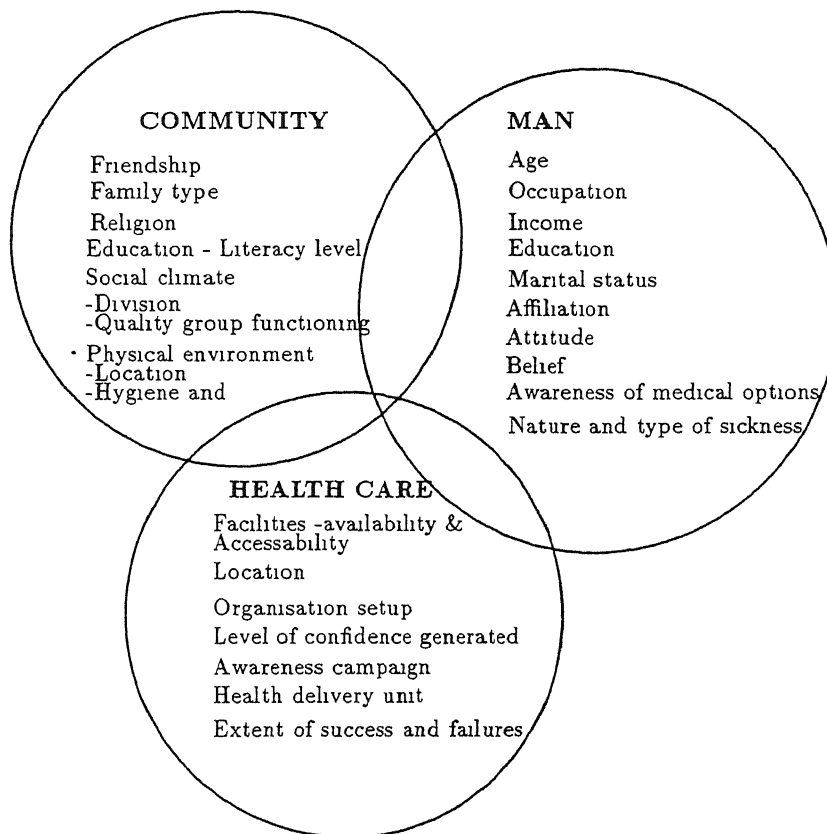 COMMUNITY
Friendship
Family type
Religion
Education - Literacy level
Social climate
-Division
-Quality group functioning
· Physical environment
-Location
-Hygiene and
MAN
Age
Occupation
Income
Education
Marital status
Affiliation
Attitude
Belief
Awareness of medical options
Nature and type of sickness
HEALTH CARE
Facilities -availability &
Accessability
Location
Organisation setup
Level of confidence generated
Awareness campaign
Health delivery unit
Extent of success and failures